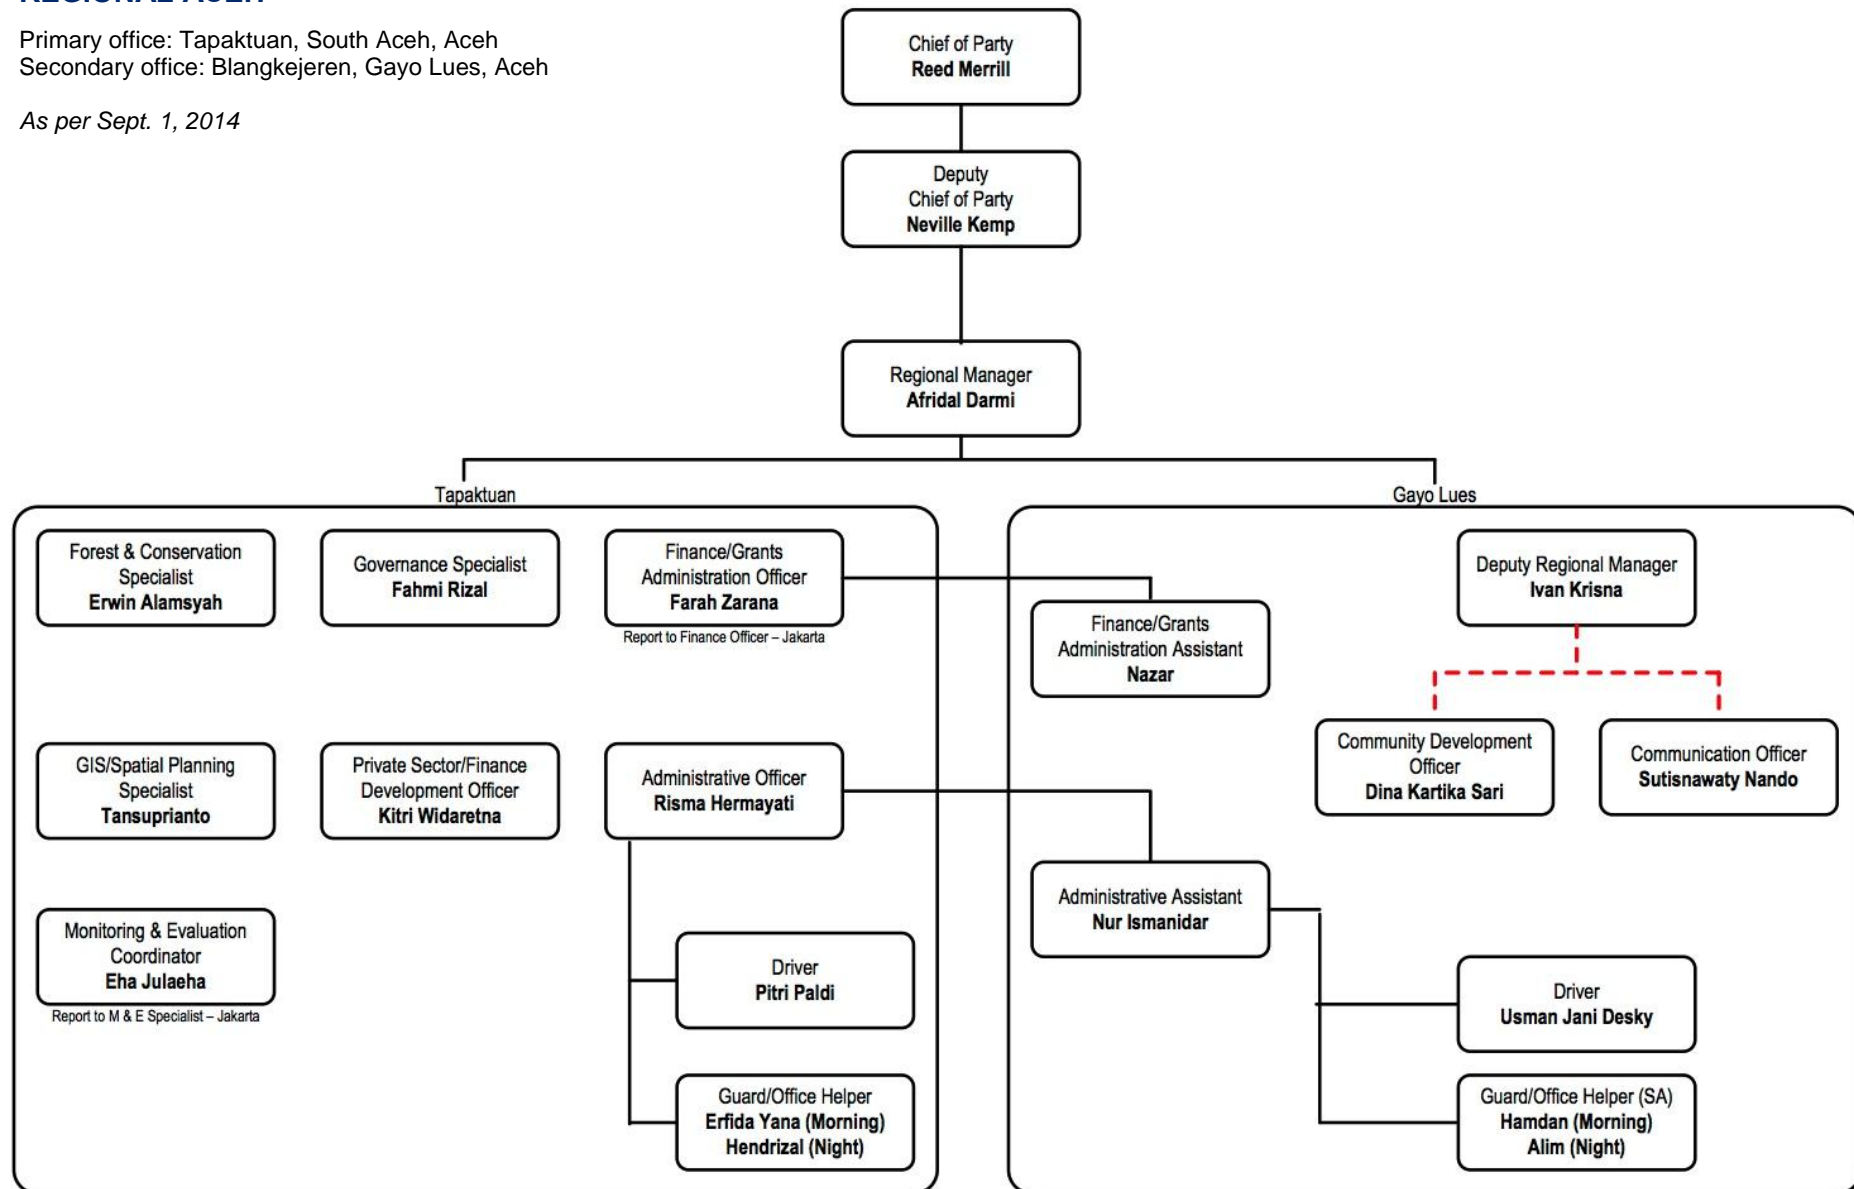 REGIONAL ACEH
Primary office: Tapaktuan, South Aceh, Aceh
Secondary office: Blangkejeren, Gayo Lues, Aceh
As per Sept. 1, 2014
Chief of Party
Reed Merrill
Deputy
Chief of Party
Neville Kemp
Regional Manager
Afridal Darmi
Tapaktuan
Forest & Conservation
Specialist
Erwin Alamsyah
Governance Specialist
Fahmi Rizal
Finance/Grants
Administration Officer
Farah Zarana
Report to Finance Officer – Jakarta
GIS/Spatial Planning
Specialist
Tansuprianto
Private Sector/Finance
Development Officer
Kitri Widaretna
Administrative Officer
Risma Hermayati
Monitoring & Evaluation
Coordinator
Eha Julaeha
Report to M & E Specialist – Jakarta
Driver
Pitri Paldi
Guard/Office Helper
Erfida Yana (Morning)
Hendrizal (Night)
Gayo Lues
Deputy Regional Manager
Ivan Krisna
Finance/Grants
Administration Assistant
Nazar
Community Development
Officer
Dina Kartika Sari
Communication Officer
Sutisnawaty Nando
Administrative Assistant
Nur Ismanidar
Driver
Usman Jani Desky
Guard/Office Helper (SA)
Hamdan (Morning)
Alim (Night)